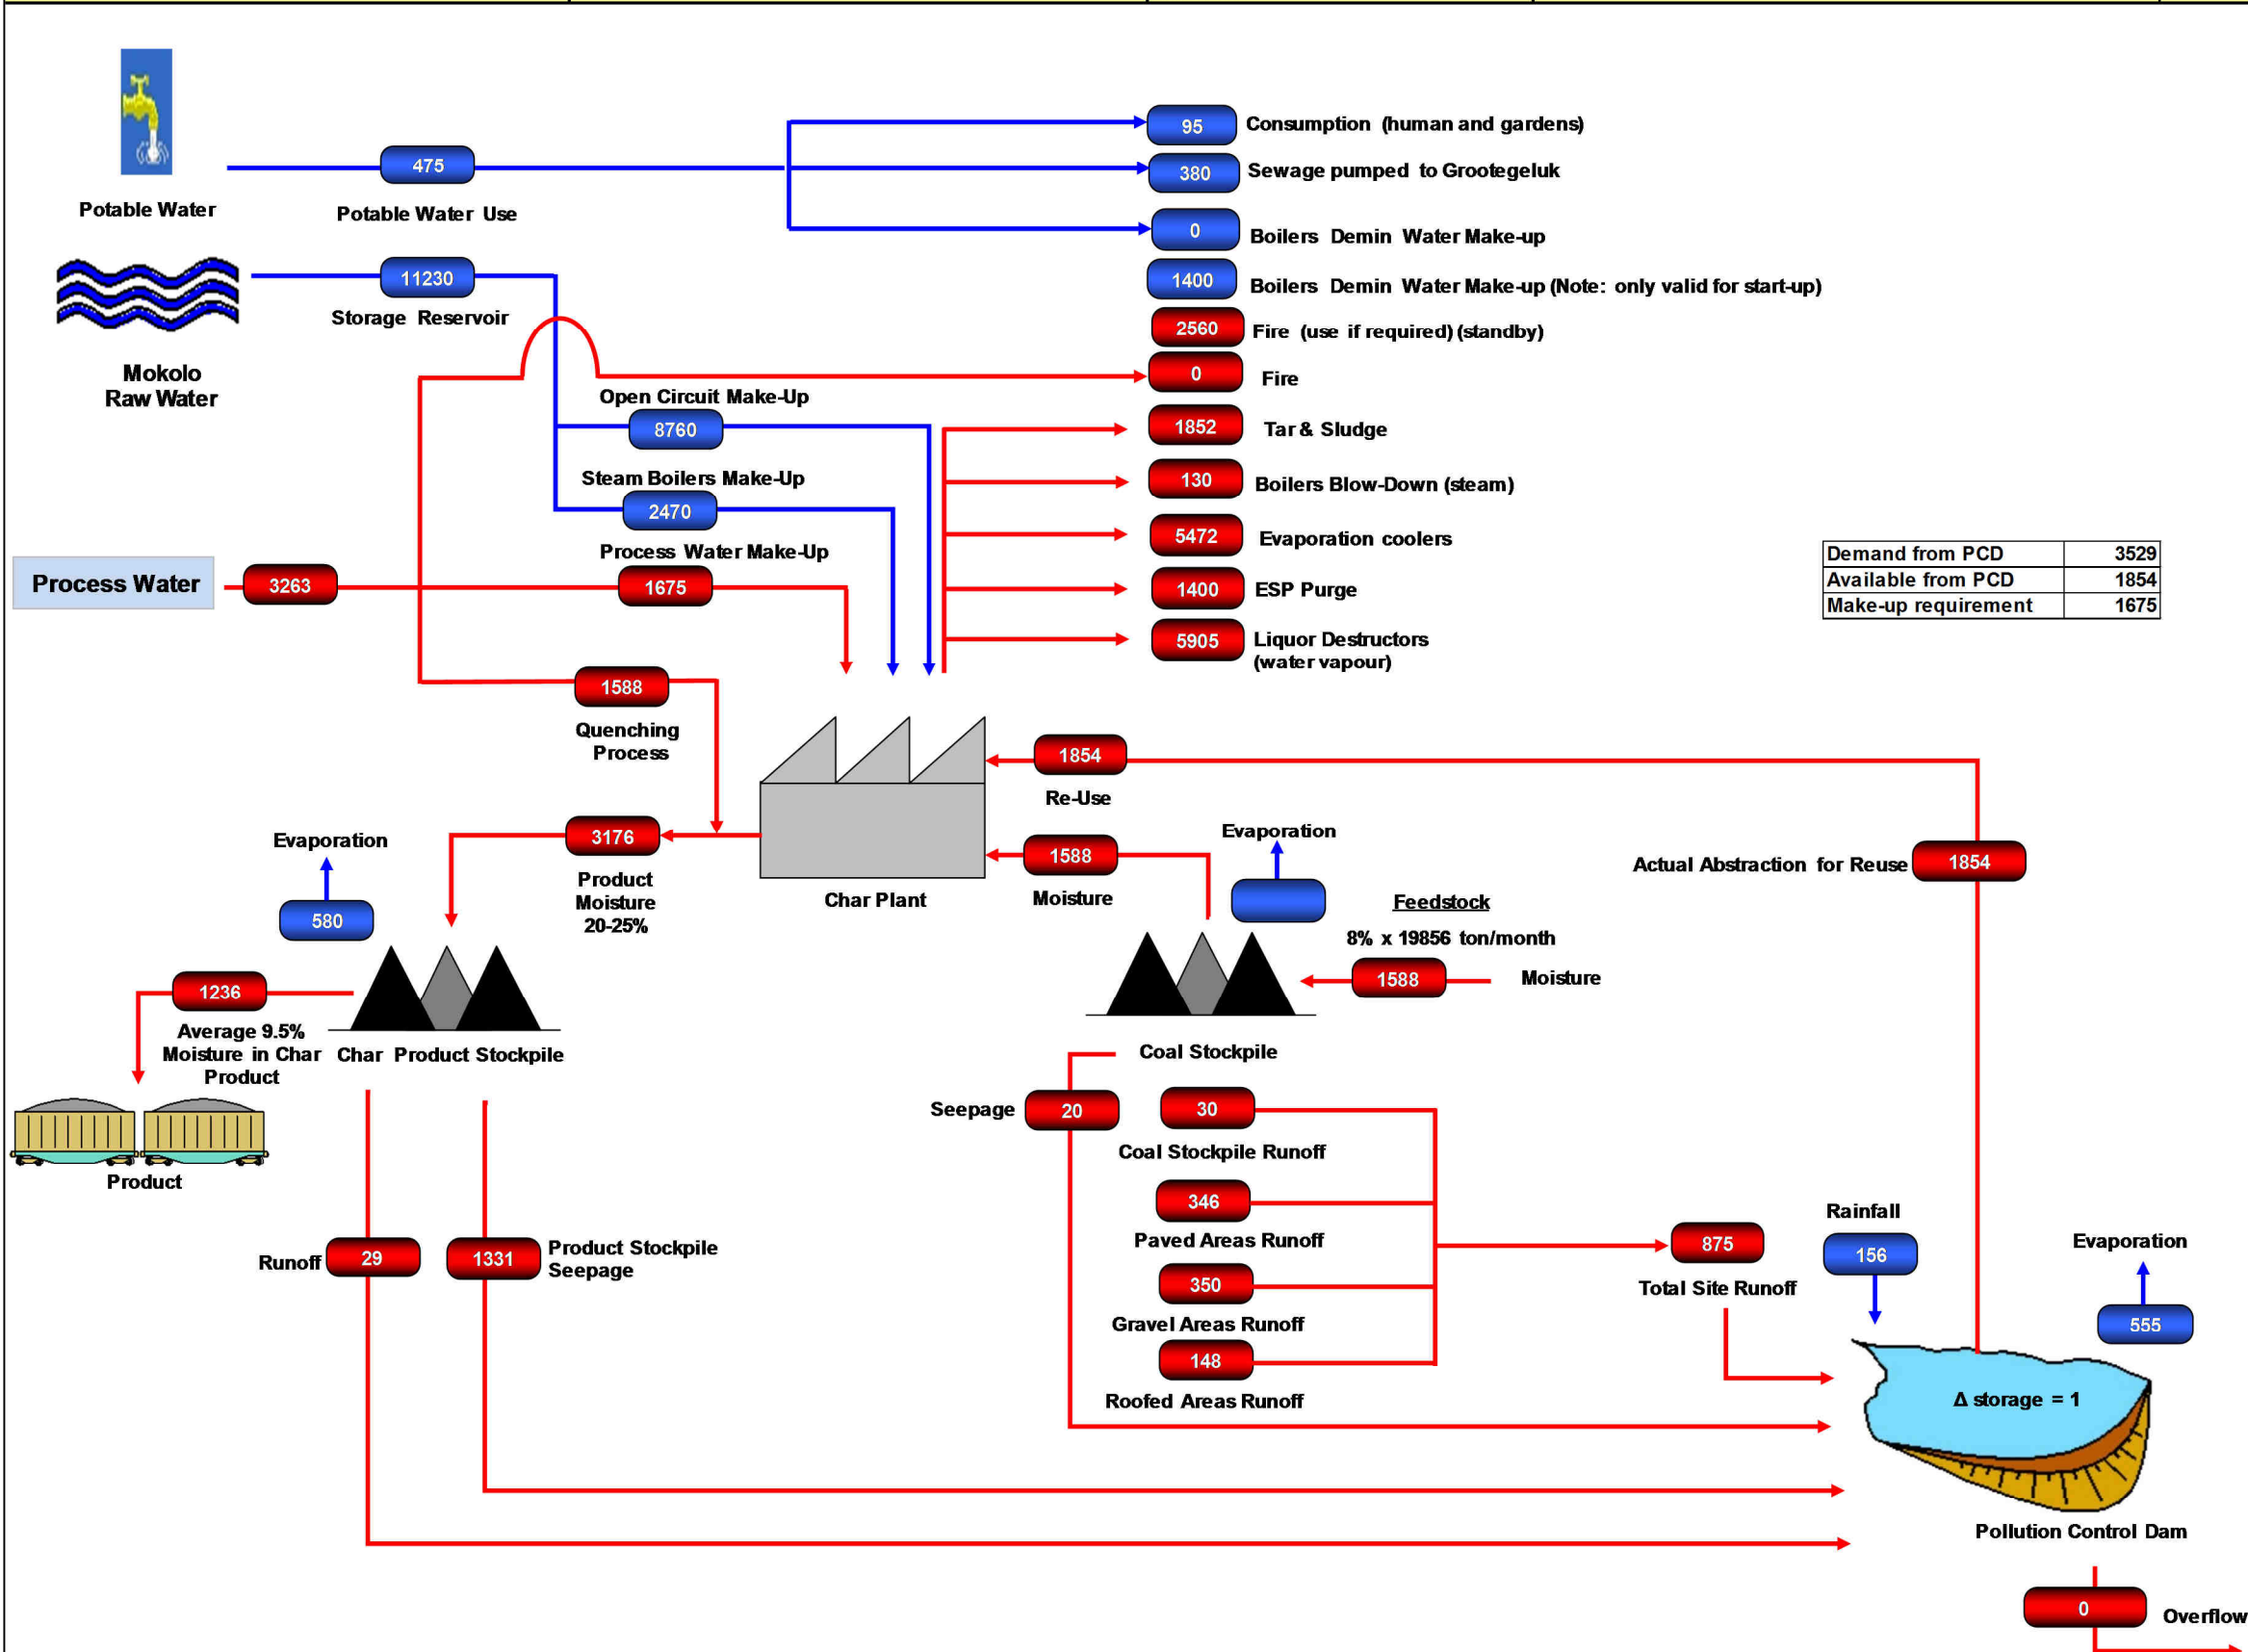 95
Consumption (human and gardens)
475
380
Sewage pumped to Grootegeluk
Potable Water
Potable Water Use
0
Boilers Demin Water Make-up
11230
1400
Boilers Demin Water Make-up (Note: only valid for start-up)
Storage Reservoir
2560
Fire (use if required) (standby)
Mokolo
Raw Water
0
Fire
Open Circuit Make-Up
8760
1852
Tar & Sludge
Steam Boilers Make-Up
2470
130
Boilers Blow-Down (steam)
Process Water Make-Up
5472
Evaporation coolers
Demand from PCD 3529
Available from PCD 1854
Make-up requirement 1675
Process Water
3263
1675
1400
ESP Purge
5905
Liquor Destructors
(water vapour)
1588
Quenching
Process
1854
Re-Use
Evaporation
3176
Product
Moisture
20-25%
Char Plant
1588
Moisture
Evaporation
Actual Abstraction for Reuse
1854
580
Feedstock
8% x 19856 ton/month
1588
Moisture
1236
Average 9.5%
Moisture in Char
Product
Char Product Stockpile
Coal Stockpile
Product
Seepage
20
30
Coal Stockpile Runoff
346
Paved Areas Runoff
350
Gravel Areas Runoff
148
Roofed Areas Runoff
Runoff
29
1331
Product Stockpile
Seepage
875
Total Site Runoff
Rainfall
156
Evaporation
555
Δ storage = 1
Pollution Control Dam
0
Overflow